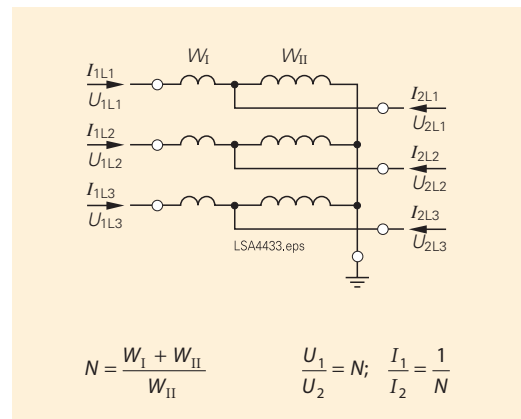 W_I W_II
I_1L1
U_1L1
I_2L1
U_2L1
I_1L2
U_1L2
I_2L2
U_2L2
I_1L3
U_1L3
I_2L3
U_2L3
LSA4433.eps
N = (W_I + W_II) / W_II U_1 / U_2 = N; I_1 / I_2 = 1 / N